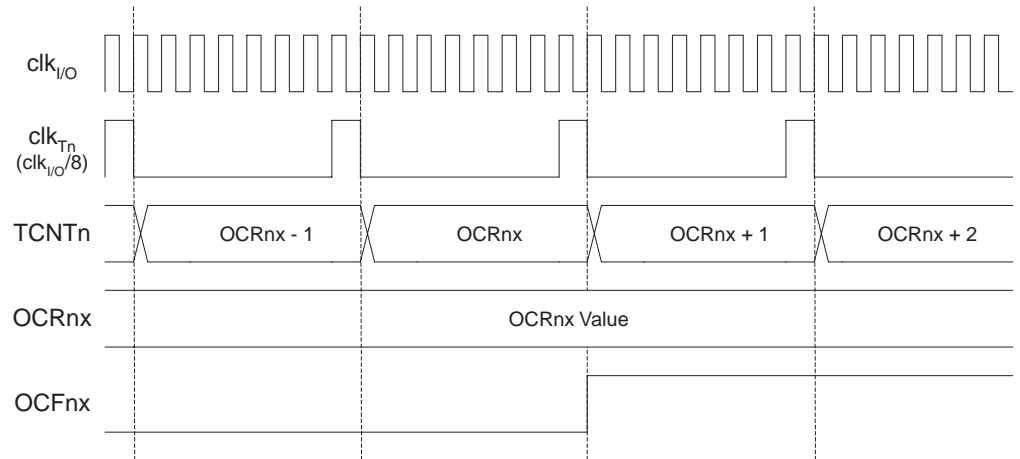 clkI/O
clkTn
(clkI/O/8)
TCNTn
OCRnx - 1
OCRnx
OCRnx + 1
OCRnx + 2
OCRnx
OCRnx Value
OCFnx